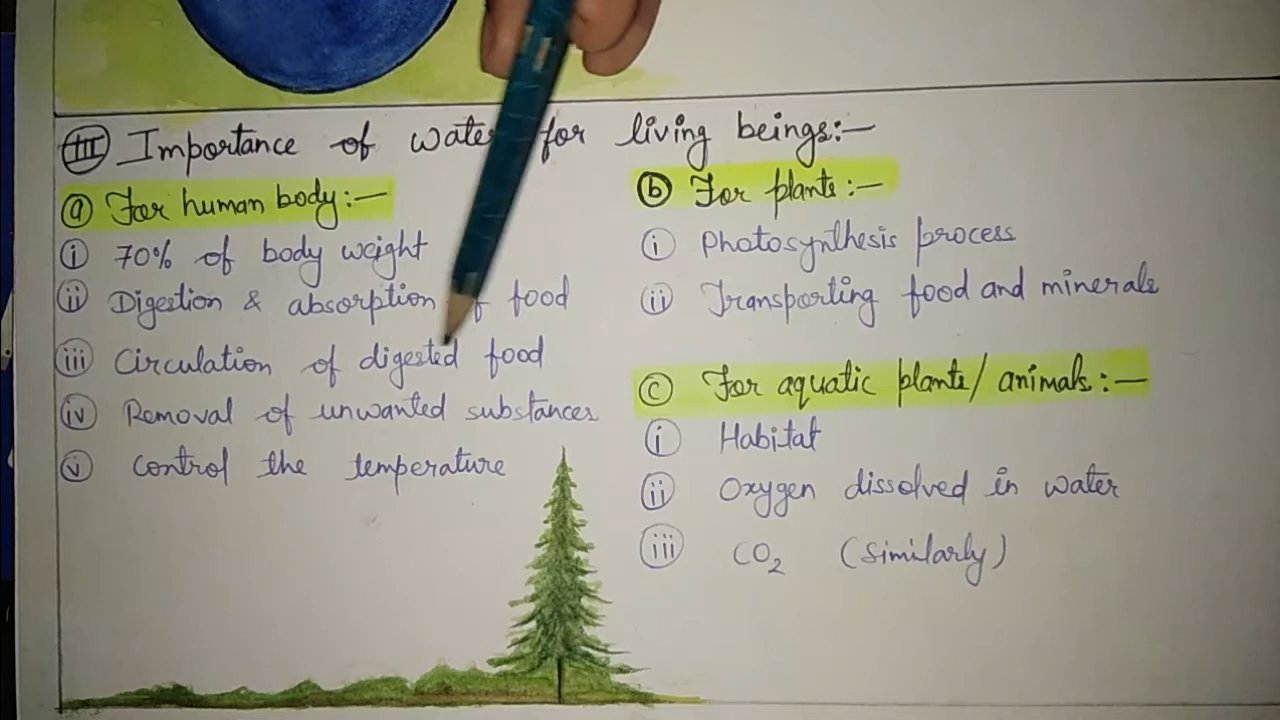 III Importance of water for living beings:—
a For human body:—
i 70% of body weight
ii Digestion & absorption of food
iii Circulation of digested food
iv Removal of unwanted substances
v Control the temperature
b For plants:—
i Photosynthesis process
ii Transporting food and minerals
c For aquatic plants/animals:—
i Habitat
ii Oxygen dissolved in water
iii CO₂ (Similarly)